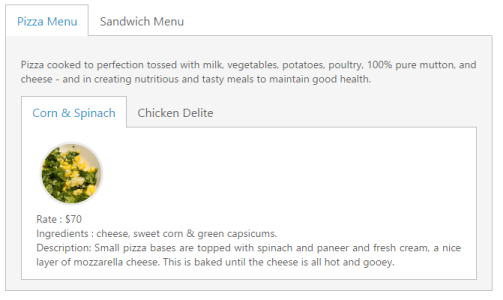 Pizza Menu Sandwich Menu
Pizza cooked to perfection tossed with milk, vegetables, potatoes, poultry, 100% pure mutton, and
cheese - and in creating nutritious and tasty meals to maintain good health.
Corn & Spinach Chicken Delite
Rate : $70
Ingredients : cheese, sweet corn & green capsicums.
Description: Small pizza bases are topped with spinach and paneer and fresh cream, a nice
layer of mozzarella cheese. This is baked until the cheese is all hot and gooey.